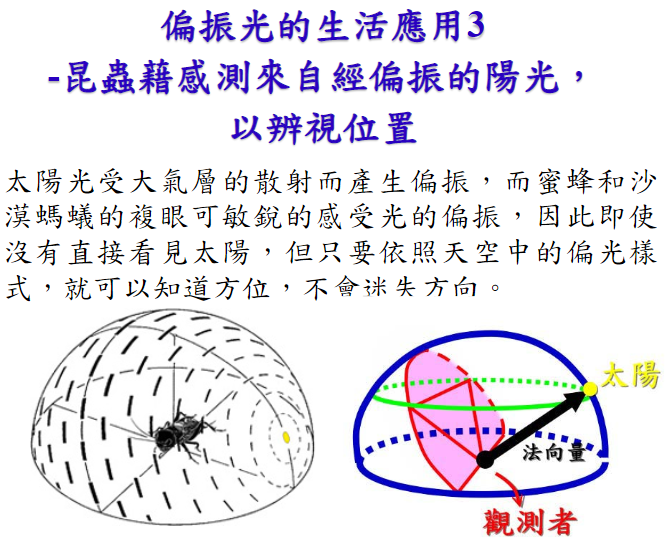 偏振光的生活應用3
-昆蟲藉感測來自經偏振的陽光，
以辨視位置
太陽光受大氣層的散射而產生偏振，而蜜蜂和沙
漠螞蟻的複眼可敏銳的感受光的偏振，因此即使
沒有直接看見太陽，但只要依照天空中的偏光樣
式，就可以知道方位，不會迷失方向。
太陽
法向量
觀測者